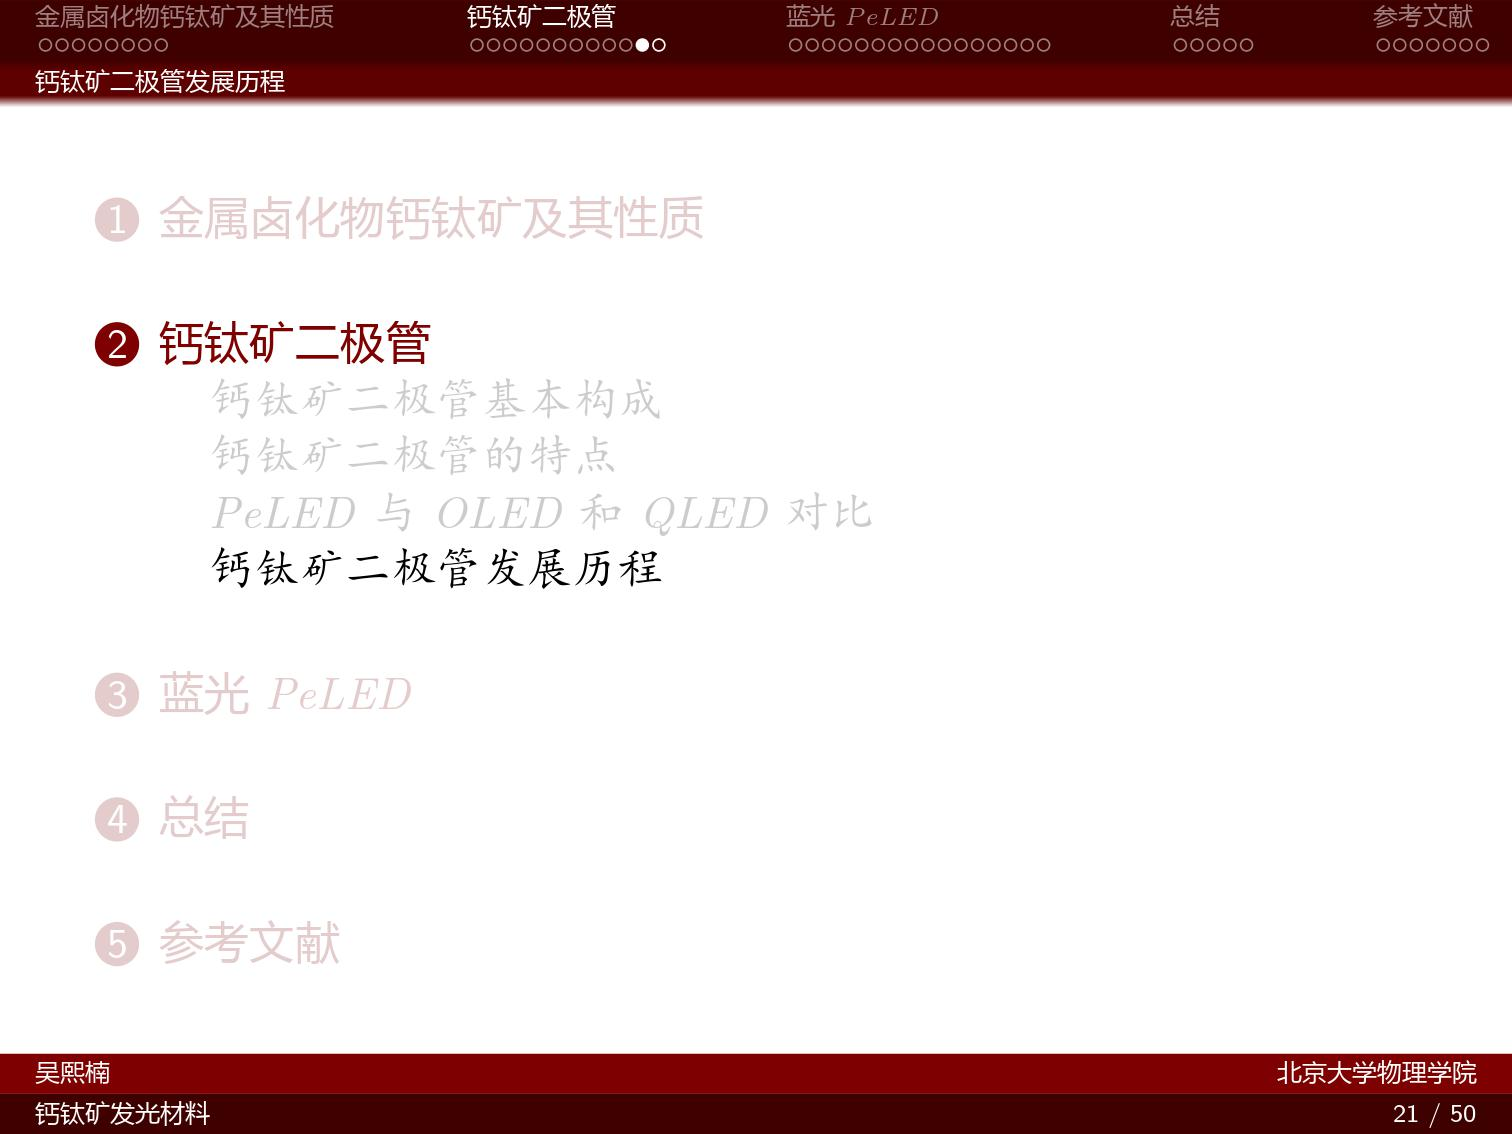 金属卤化物钙钛矿及其性质 钙钛矿二极管 蓝光 PeLED 总结 参考文献
钙钛矿二极管发展历程
1 金属卤化物钙钛矿及其性质
2 钙钛矿二极管
钙钛矿二极管基本构成
钙钛矿二极管的特点
PeLED 与 OLED 和 QLED 对比
钙钛矿二极管发展历程
3 蓝光 PeLED
4 总结
5 参考文献
吴熙楠 北京大学物理学院
钙钛矿发光材料 21 / 50